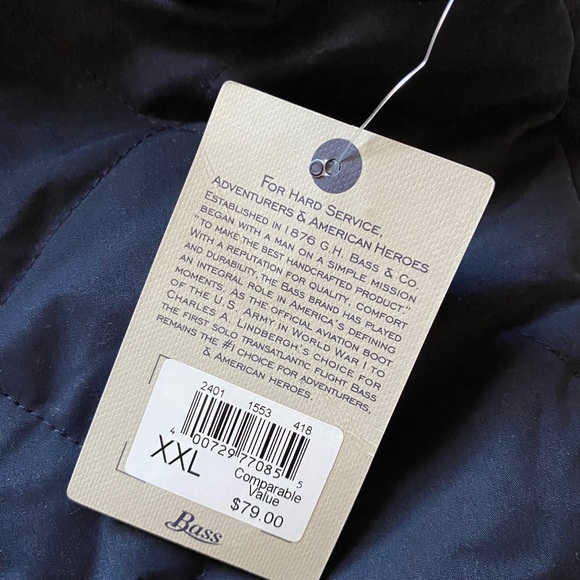 FOR HARD SERVICE,
ADVENTURERS & AMERICAN HEROES
ESTABLISHED IN 1876 G.H. BASS & CO.
BEGAN WITH A MAN ON A SIMPLE MISSION
"TO MAKE THE BEST HANDCRAFTED PRODUCT."
WITH A REPUTATION FOR QUALITY, COMFORT
AND DURABILITY, THE BASS BRAND HAS PLAYED
AN INTEGRAL ROLE IN AMERICA'S DEFINING
MOMENTS. AS THE OFFICIAL AVIATION BOOT
OF THE U.S. ARMY IN WORLD WAR I TO
CHARLES A. LINDBERGH'S CHOICE FOR
THE FIRST SOLO TRANSATLANTIC FLIGHT BASS
REMAINS THE #1 CHOICE FOR ADVENTURERS,
& AMERICAN HEROES.
2401 1553 418
4 00729 77085 5
XXL
Comparable
Value
$79.00
Bass